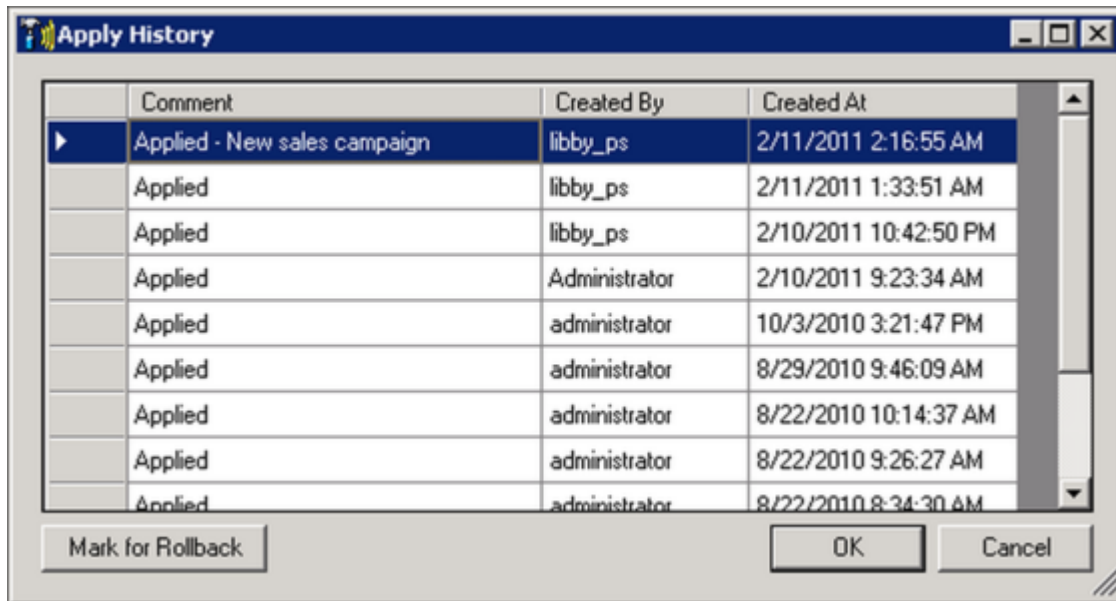 Apply History
Comment Created By Created At
Applied - New sales campaign libby_ps 2/11/2011 2:16:55 AM
Applied libby_ps 2/11/2011 1:33:51 AM
Applied libby_ps 2/10/2011 10:42:50 PM
Applied Administrator 2/10/2011 9:23:34 AM
Applied administrator 10/3/2010 3:21:47 PM
Applied administrator 8/29/2010 9:46:09 AM
Applied administrator 8/22/2010 10:14:37 AM
Applied administrator 8/22/2010 9:26:27 AM
Applied administrator 8/22/2010 8:34:30 AM
Mark for Rollback OK Cancel